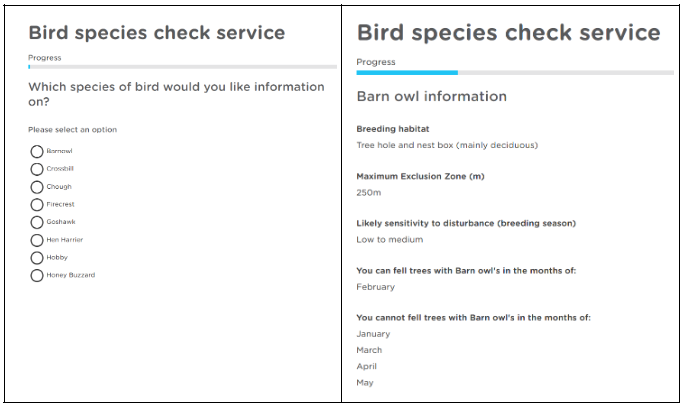 Bird species check service
Progress
Which species of bird would you like information
on?
Please select an option
Barnowl
Crossbill
Chough
Firecrest
Goshawk
Hen Harrier
Hobby
Honey Buzzard
Bird species check service
Progress
Barn owl information
Breeding habitat
Tree hole and nest box (mainly deciduous)
Maximum Exclusion Zone (m)
250m
Likely sensitivity to disturbance (breeding season)
Low to medium
You can fell trees with Barn owl's in the months of:
February
You cannot fell trees with Barn owl's in the months of:
January
March
April
May